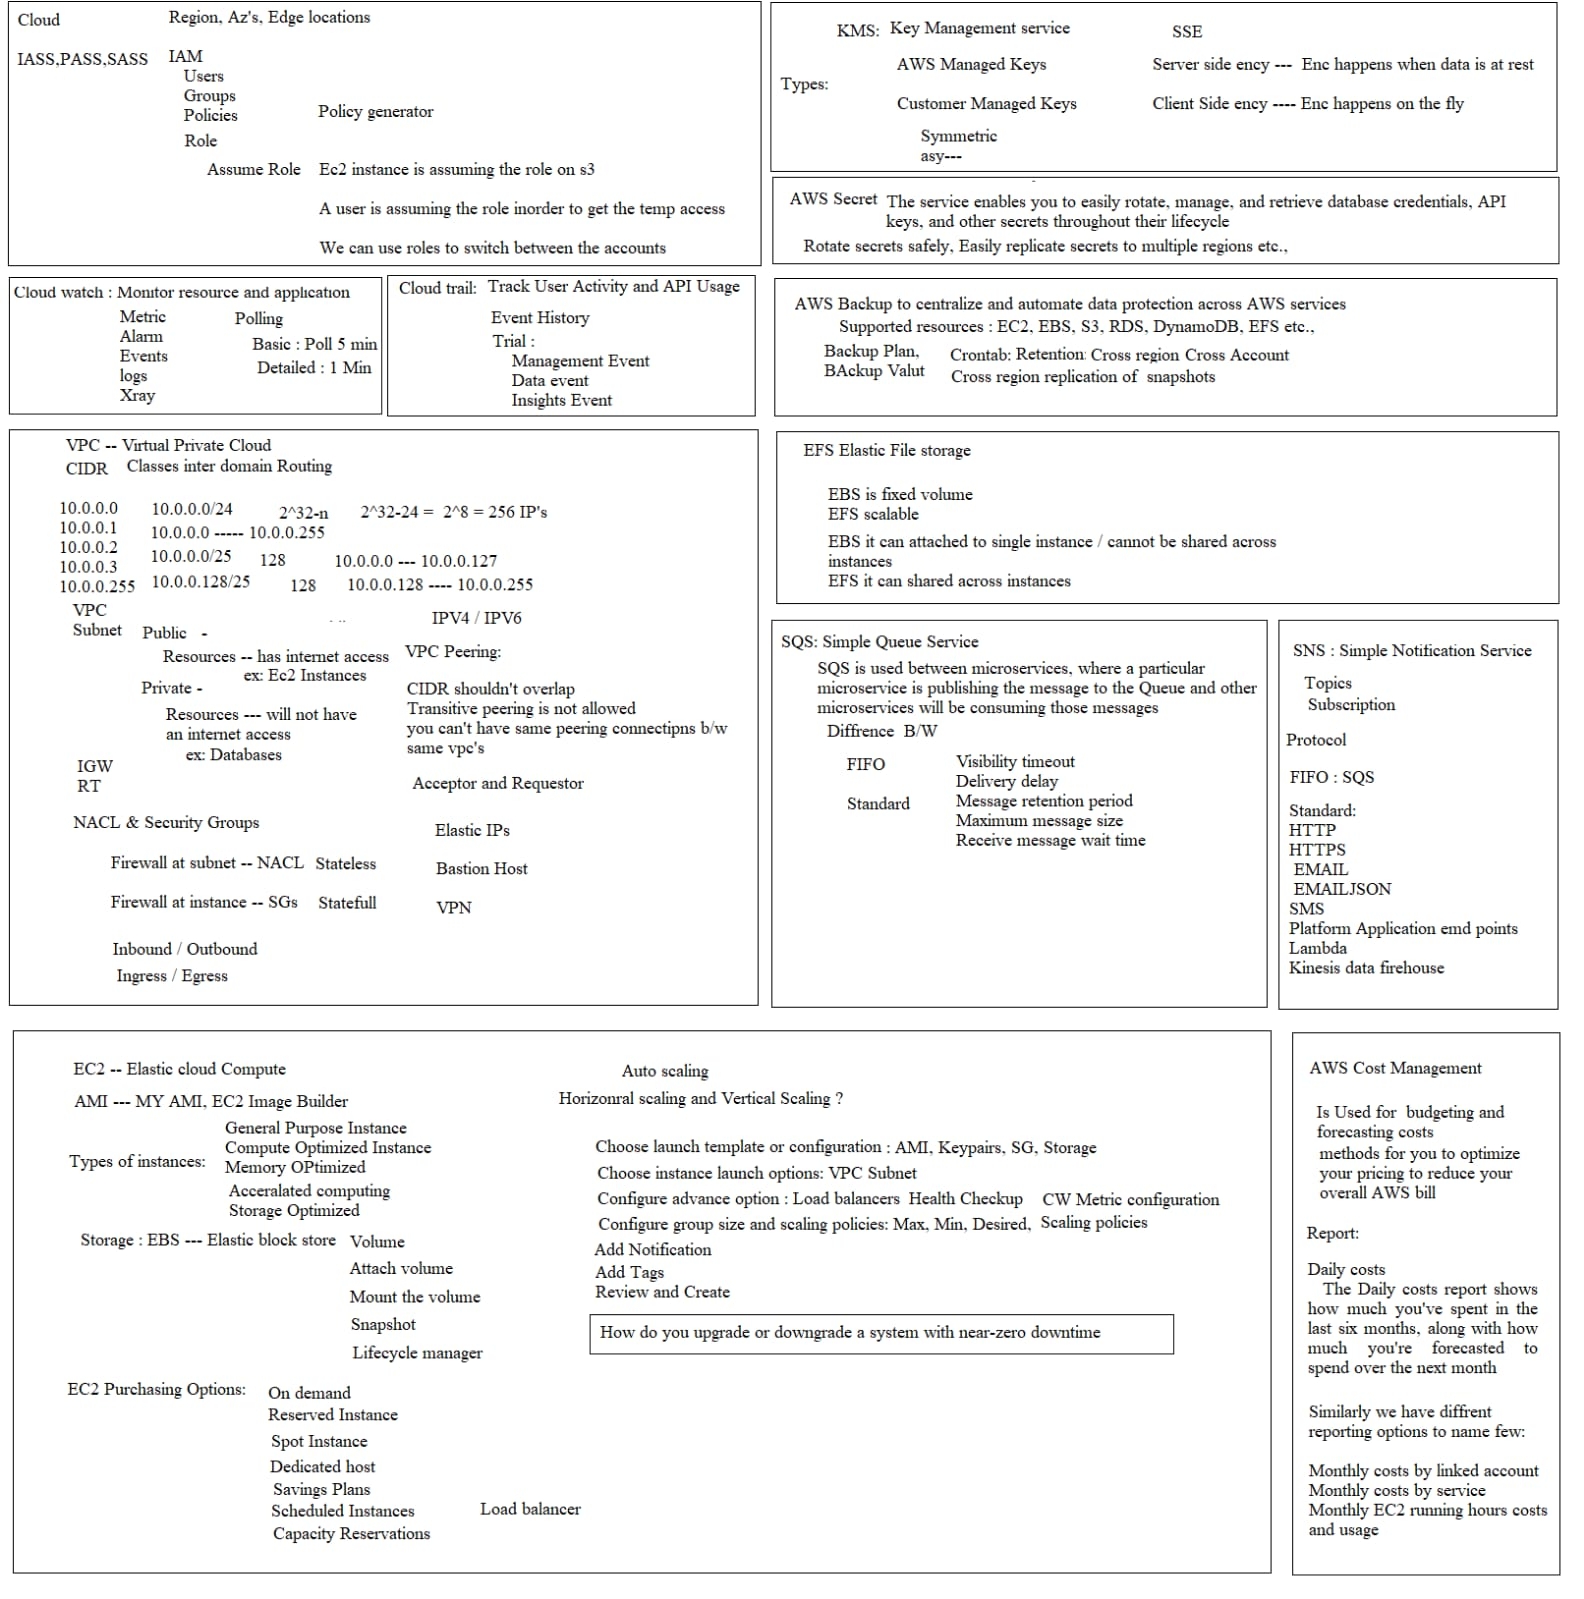 Cloud
Region, Az's, Edge locations
IASS,PASS,SASS
IAM
Users
Groups
Policies
Policy generator
Role
Assume Role
Ec2 instance is assuming the role on s3
A user is assuming the role inorder to get the temp access
We can use roles to switch between the accounts
KMS: Key Management service
SSE
AWS Managed Keys
Server side ency --- Enc happens when data is at rest
Types:
Customer Managed Keys
Client Side ency ---- Enc happens on the fly
Symmetric
asy---
AWS Secret The service enables you to easily rotate, manage, and retrieve database credentials, API
keys, and other secrets throughout their lifecycle
Rotate secrets safely, Easily replicate secrets to multiple regions etc.,
Cloud watch : Monitor resource and application
Metric
Polling
Alarm
Basic : Poll 5 min
Events
Detailed : 1 Min
logs
Xray
Cloud trail: Track User Activity and API Usage
Event History
Trial :
Management Event
Data event
Insights Event
AWS Backup to centralize and automate data protection across AWS services
Supported resources : EC2, EBS, S3, RDS, DynamoDB, EFS etc.,
Backup Plan,
Crontab: Retention: Cross region Cross Account
BAckup Valut
Cross region replication of snapshots
VPC -- Virtual Private Cloud
CIDR Classes inter domain Routing
10.0.0.0
10.0.0.0/24
2^32-n
2^32-24 = 2^8 = 256 IP's
10.0.0.1
10.0.0.0 ----- 10.0.0.255
10.0.0.2
10.0.0.0/25
128
10.0.0.0 --- 10.0.0.127
10.0.0.3
10.0.0.255
10.0.0.128/25
128
10.0.0.128 ---- 10.0.0.255
VPC
IPV4 / IPV6
Subnet
Public -
Resources -- has internet access
ex: Ec2 Instances
Private -
Resources --- will not have
an internet access
ex: Databases
VPC Peering:
CIDR shouldn't overlap
Transitive peering is not allowed
you can't have same peering connectipns b/w
same vpc's
Acceptor and Requestor
IGW
RT
NACL & Security Groups
Elastic IPs
Firewall at subnet -- NACL Stateless
Bastion Host
Firewall at instance -- SGs Statefull
VPN
Inbound / Outbound
Ingress / Egress
EFS Elastic File storage
EBS is fixed volume
EFS scalable
EBS it can attached to single instance / cannot be shared across
instances
EFS it can shared across instances
SQS: Simple Queue Service
SQS is used between microservices, where a particular
microservice is publishing the message to the Queue and other
microservices will be consuming those messages
Diffrence B/W
FIFO
Standard
Visibility timeout
Delivery delay
Message retention period
Maximum message size
Receive message wait time
SNS : Simple Notification Service
Topics
Subscription
Protocol
FIFO : SQS
Standard:
HTTP
HTTPS
EMAIL
EMAILJSON
SMS
Platform Application emd points
Lambda
Kinesis data firehouse
EC2 -- Elastic cloud Compute
AMI --- MY AMI, EC2 Image Builder
Types of instances:
General Purpose Instance
Compute Optimized Instance
Memory OPtimized
Acceralated computing
Storage Optimized
Storage : EBS --- Elastic block store
Volume
Attach volume
Mount the volume
Snapshot
Lifecycle manager
EC2 Purchasing Options:
On demand
Reserved Instance
Spot Instance
Dedicated host
Savings Plans
Scheduled Instances
Capacity Reservations
Load balancer
Auto scaling
Horizonral scaling and Vertical Scaling ?
Choose launch template or configuration : AMI, Keypairs, SG, Storage
Choose instance launch options: VPC Subnet
Configure advance option : Load balancers Health Checkup CW Metric configuration
Configure group size and scaling policies: Max, Min, Desired, Scaling policies
Add Notification
Add Tags
Review and Create
How do you upgrade or downgrade a system with near-zero downtime
AWS Cost Management
Is Used for budgeting and
forecasting costs
methods for you to optimize
your pricing to reduce your
overall AWS bill
Report:
Daily costs
The Daily costs report shows
how much you've spent in the
last six months, along with how
much you're forecasted to
spend over the next month
Similarly we have diffrent
reporting options to name few:
Monthly costs by linked account
Monthly costs by service
Monthly EC2 running hours costs
and usage